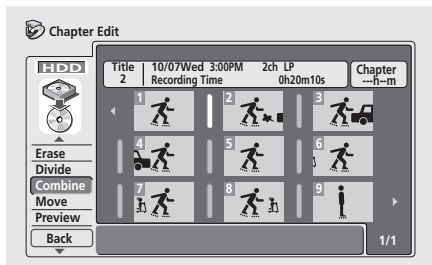 Chapter Edit
HDD
Title 2
10/07Wed 3:00PM 2ch LP
Recording Time 0h20m10s
Chapter
---h--m
1 2 3
4 5 6
7 8 9
Erase
Divide
Combine
Move
Preview
Back
1/1